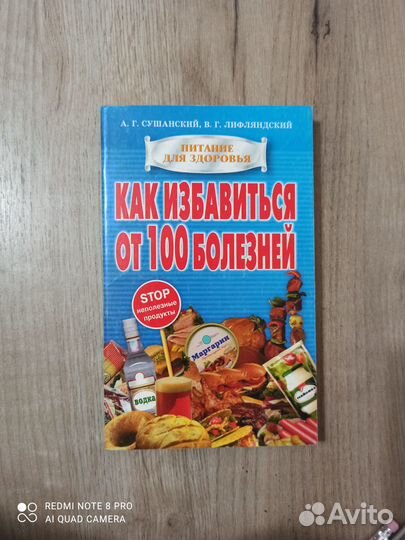 А. Г. СУШАНСКИЙ, В. Г. ЛИФЛЯНДСКИЙ
ПИТАНИЕ
ДЛЯ ЗДОРОВЬЯ
КАК ИЗБАВИТЬСЯ
ОТ 100 БОЛЕЗНЕЙ
STOP
неполезные
продукты
Маргарин
ВОДКА
REDMI NOTE 8 PRO
AI QUAD CAMERA
Avito